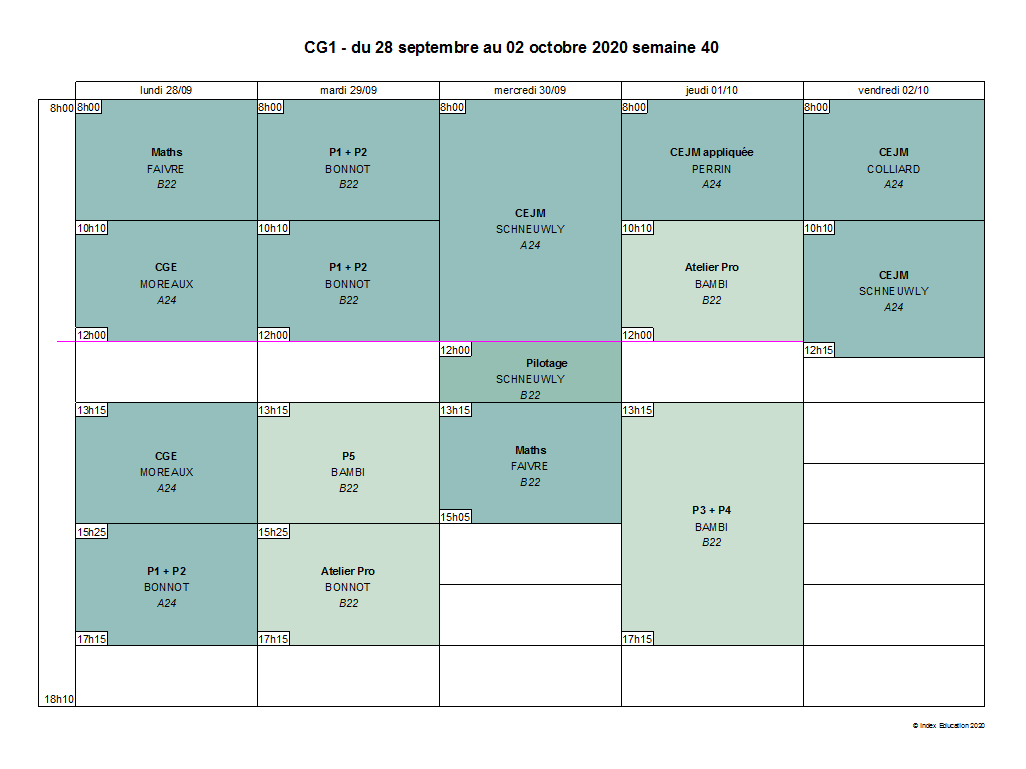 CG1 - du 28 septembre au 02 octobre 2020 semaine 40
lundi 28/09
mardi 29/09
mercredi 30/09
jeudi 01/10
vendredi 02/10
8h00
8h00
Maths
FAIVRE
B22
10h10
CGE
MOREAUX
A24
12h00
13h15
CGE
MOREAUX
A24
15h25
P1 + P2
BONNOT
A24
17h15
18h10
8h00
P1 + P2
BONNOT
B22
10h10
P1 + P2
BONNOT
B22
12h00
13h15
P5
BAMBI
B22
15h25
Atelier Pro
BONNOT
B22
17h15
8h00
CEJM
SCHNEUWLY
A24
12h00
Pilotage
SCHNEUWLY
B22
13h15
Maths
FAIVRE
B22
15h05
8h00
CEJM appliquée
PERRIN
A24
10h10
Atelier Pro
BAMBI
B22
12h00
13h15
P3 + P4
BAMBI
B22
17h15
8h00
CEJM
COLLIARD
A24
10h10
CEJM
SCHNEUWLY
A24
12h15
© Index Education 2020